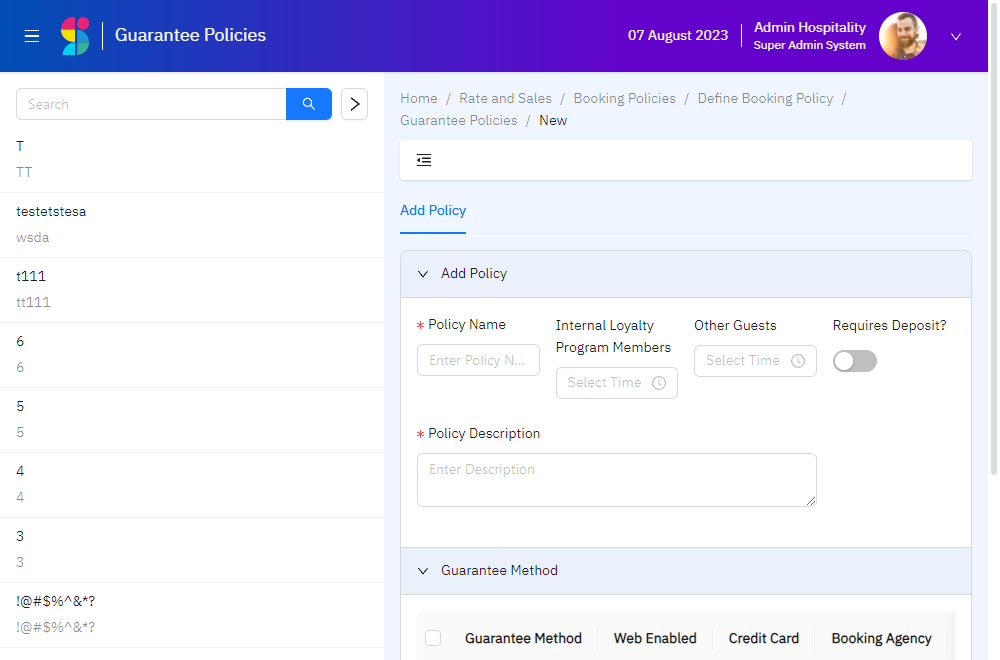 Guarantee Policies
07 August 2023
Admin Hospitality
Super Admin System
Search
T
TT
testetstesa
wsda
t111
tt111
6
6
5
5
4
4
3
3
!@#$%^&*?
!@#$%^&*?
Home / Rate and Sales / Booking Policies / Define Booking Policy /
Guarantee Policies / New
Add Policy
Add Policy
* Policy Name
Enter Policy N...
Internal Loyalty
Program Members
Select Time
Other Guests
Select Time
Requires Deposit?
* Policy Description
Enter Description
Guarantee Method
Guarantee Method Web Enabled Credit Card Booking Agency